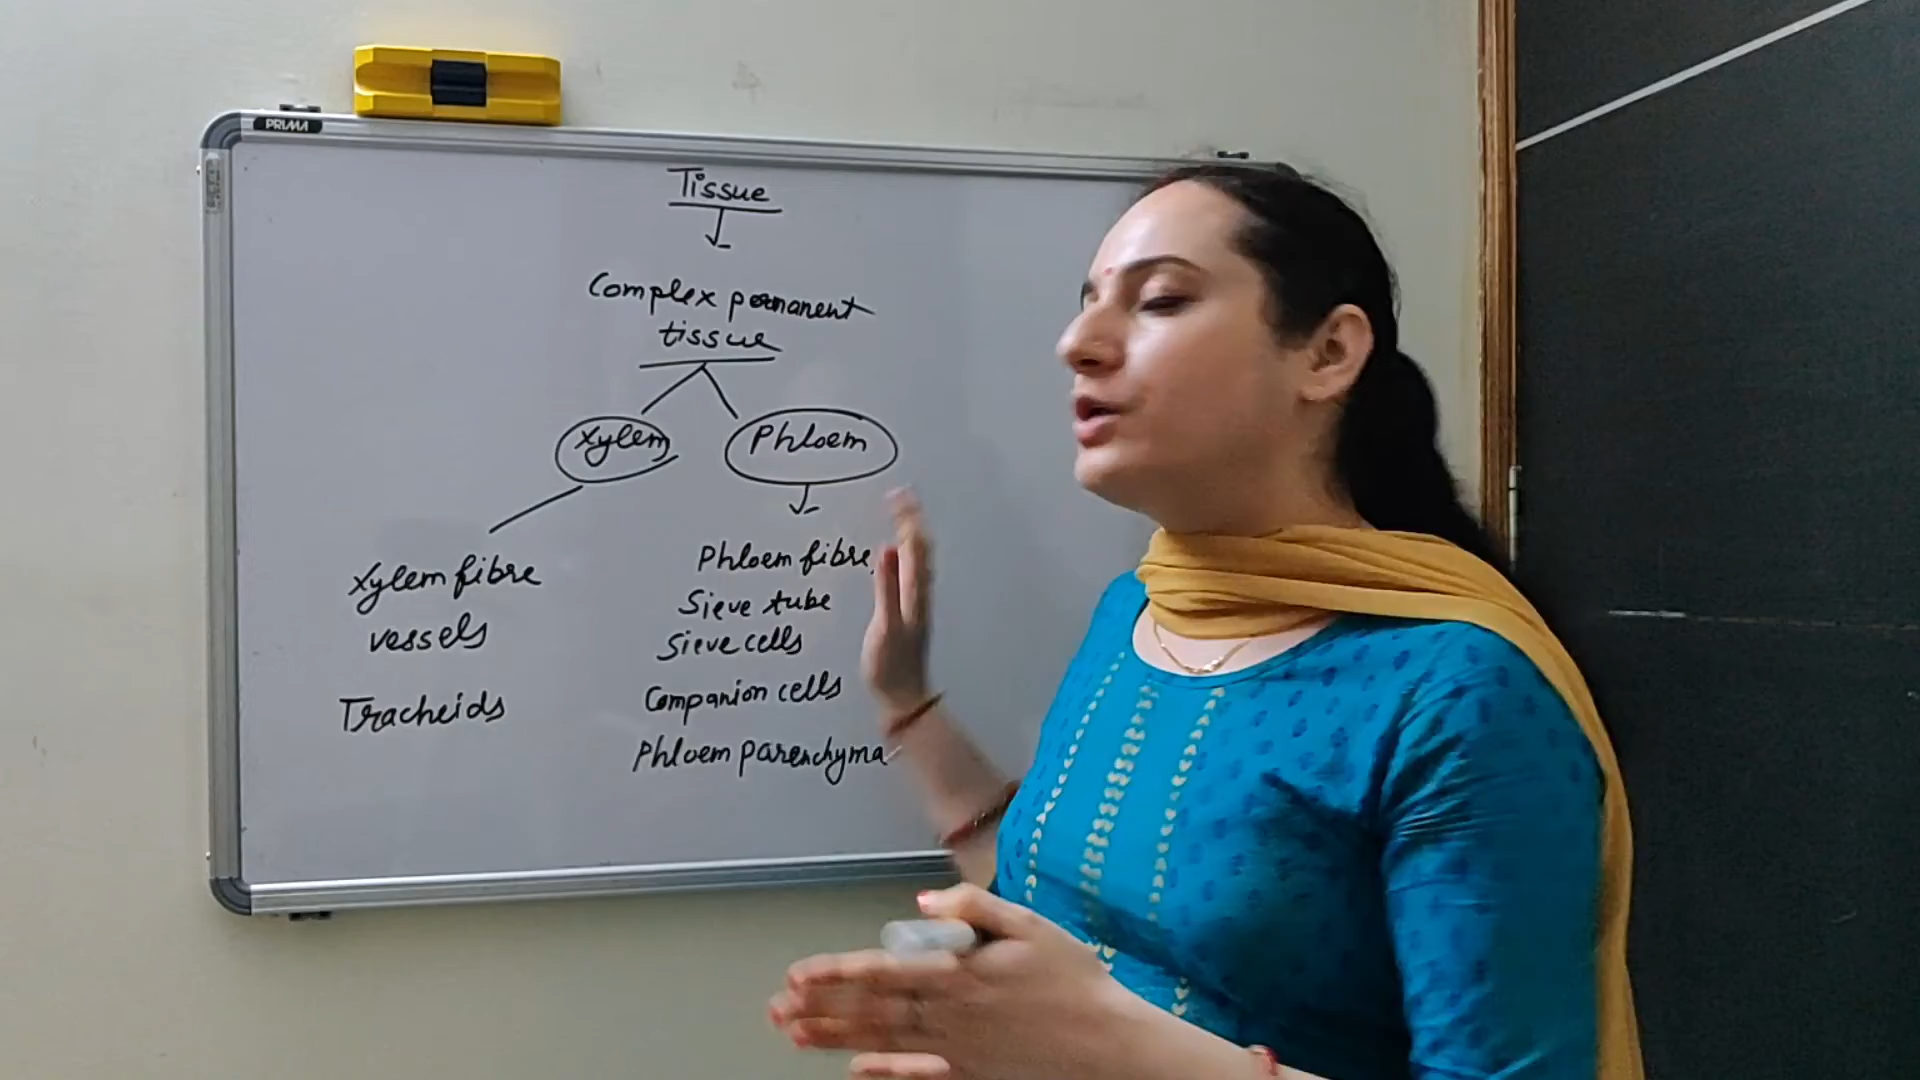 PRIMA
Tissue
Complex permanent
tissue
Xylem
Phloem
Xylem fibre
vessels
Tracheids
Phloem fibre,
Sieve tube
Sieve cells
Companion cells
Phloem parenchyma